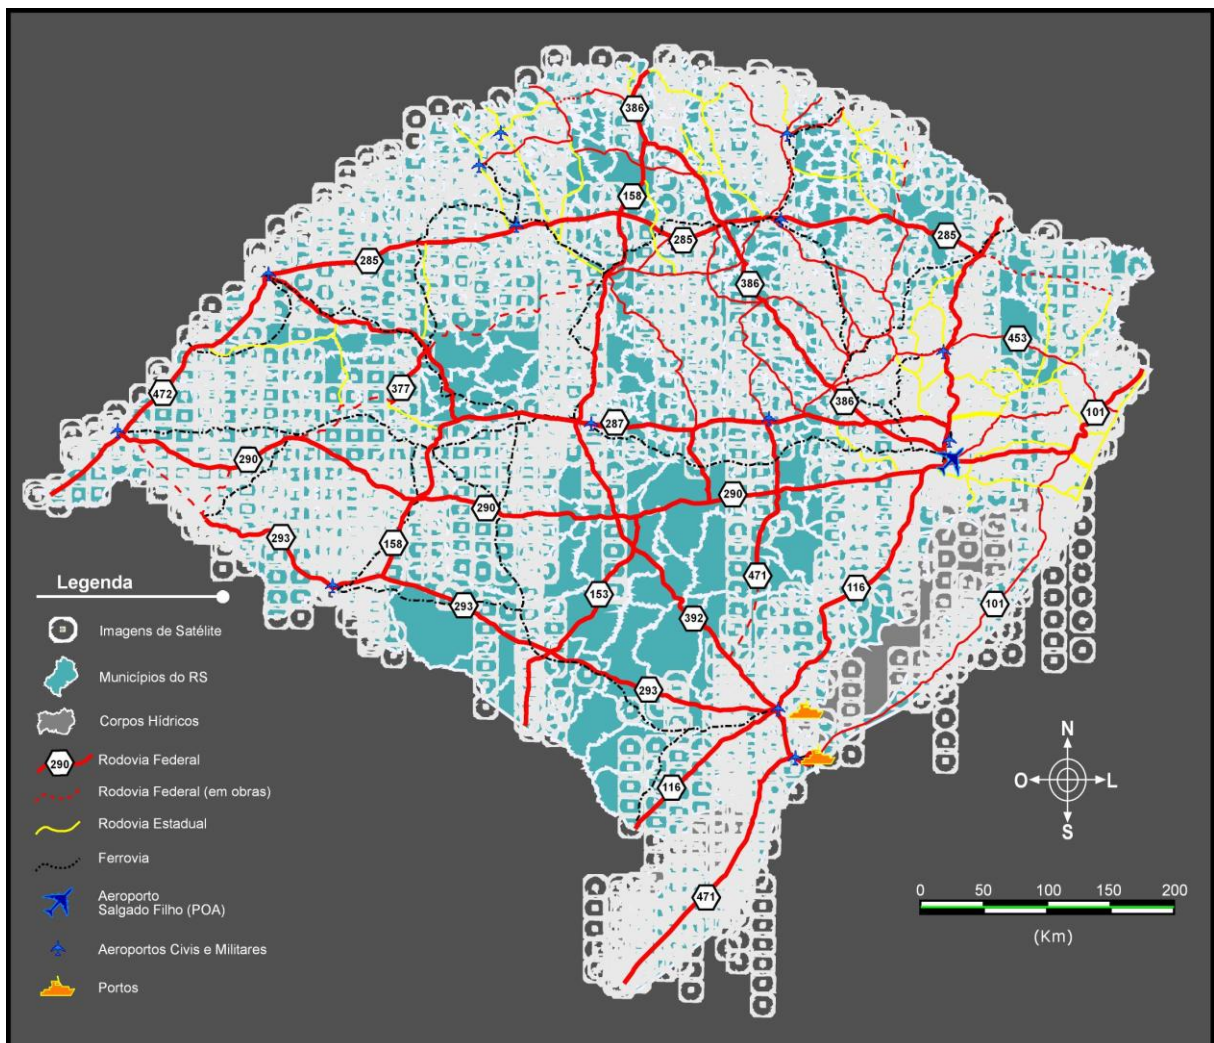 386
158
285
285
285
386
453
472
377
386
101
287
290
290
290
293
158
471
116
153
101
293
392
293
116
471
Legenda
Imagens de Satélite
Municípios do RS
Corpos Hídricos
290 Rodovia Federal
Rodovia Federal (em obras)
Rodovia Estadual
Ferrovia
Aeroporto
Salgado Filho (POA)
Aeroportos Civis e Militares
Portos
N
O L
S
0 50 100 150 200
(Km)